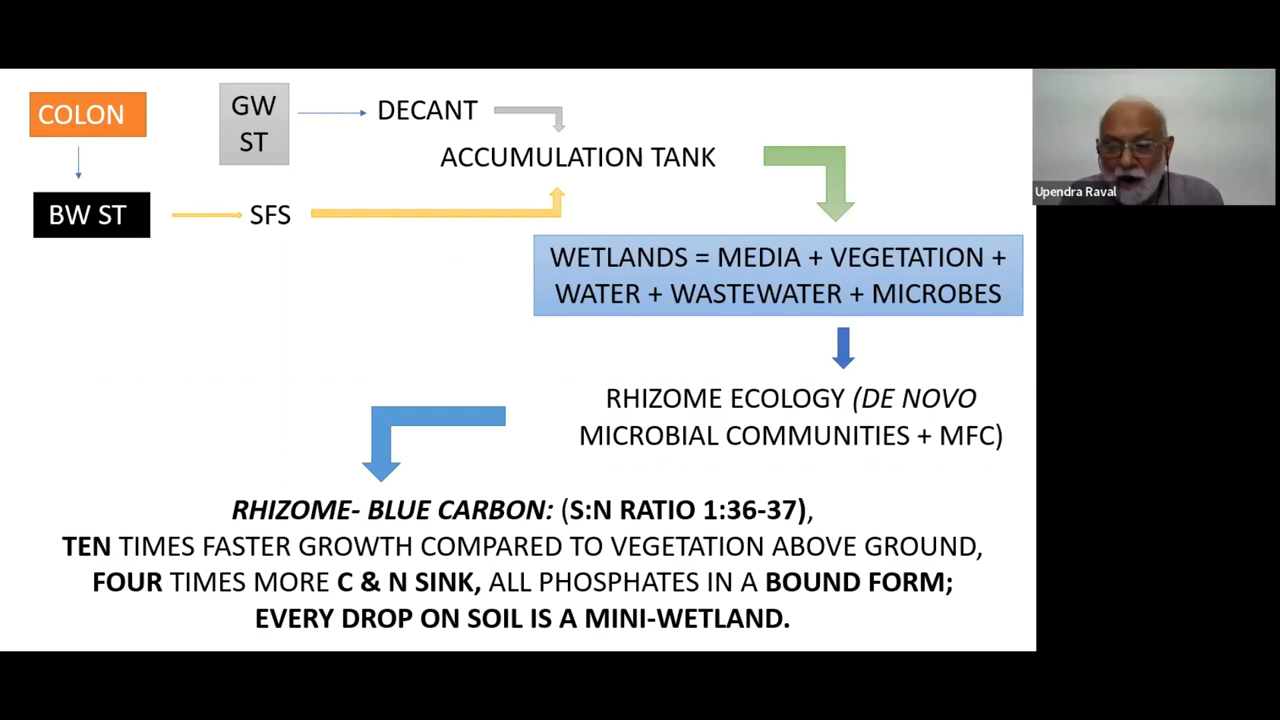 COLON
GW
ST
DECANT
ACCUMULATION TANK
BW ST
SFS
Upendra Raval
WETLANDS = MEDIA + VEGETATION +
WATER + WASTEWATER + MICROBES
RHIZOME ECOLOGY (DE NOVO
MICROBIAL COMMUNITIES + MFC)
RHIZOME- BLUE CARBON: (S:N RATIO 1:36-37),
TEN TIMES FASTER GROWTH COMPARED TO VEGETATION ABOVE GROUND,
FOUR TIMES MORE C & N SINK, ALL PHOSPHATES IN A BOUND FORM;
EVERY DROP ON SOIL IS A MINI-WETLAND.